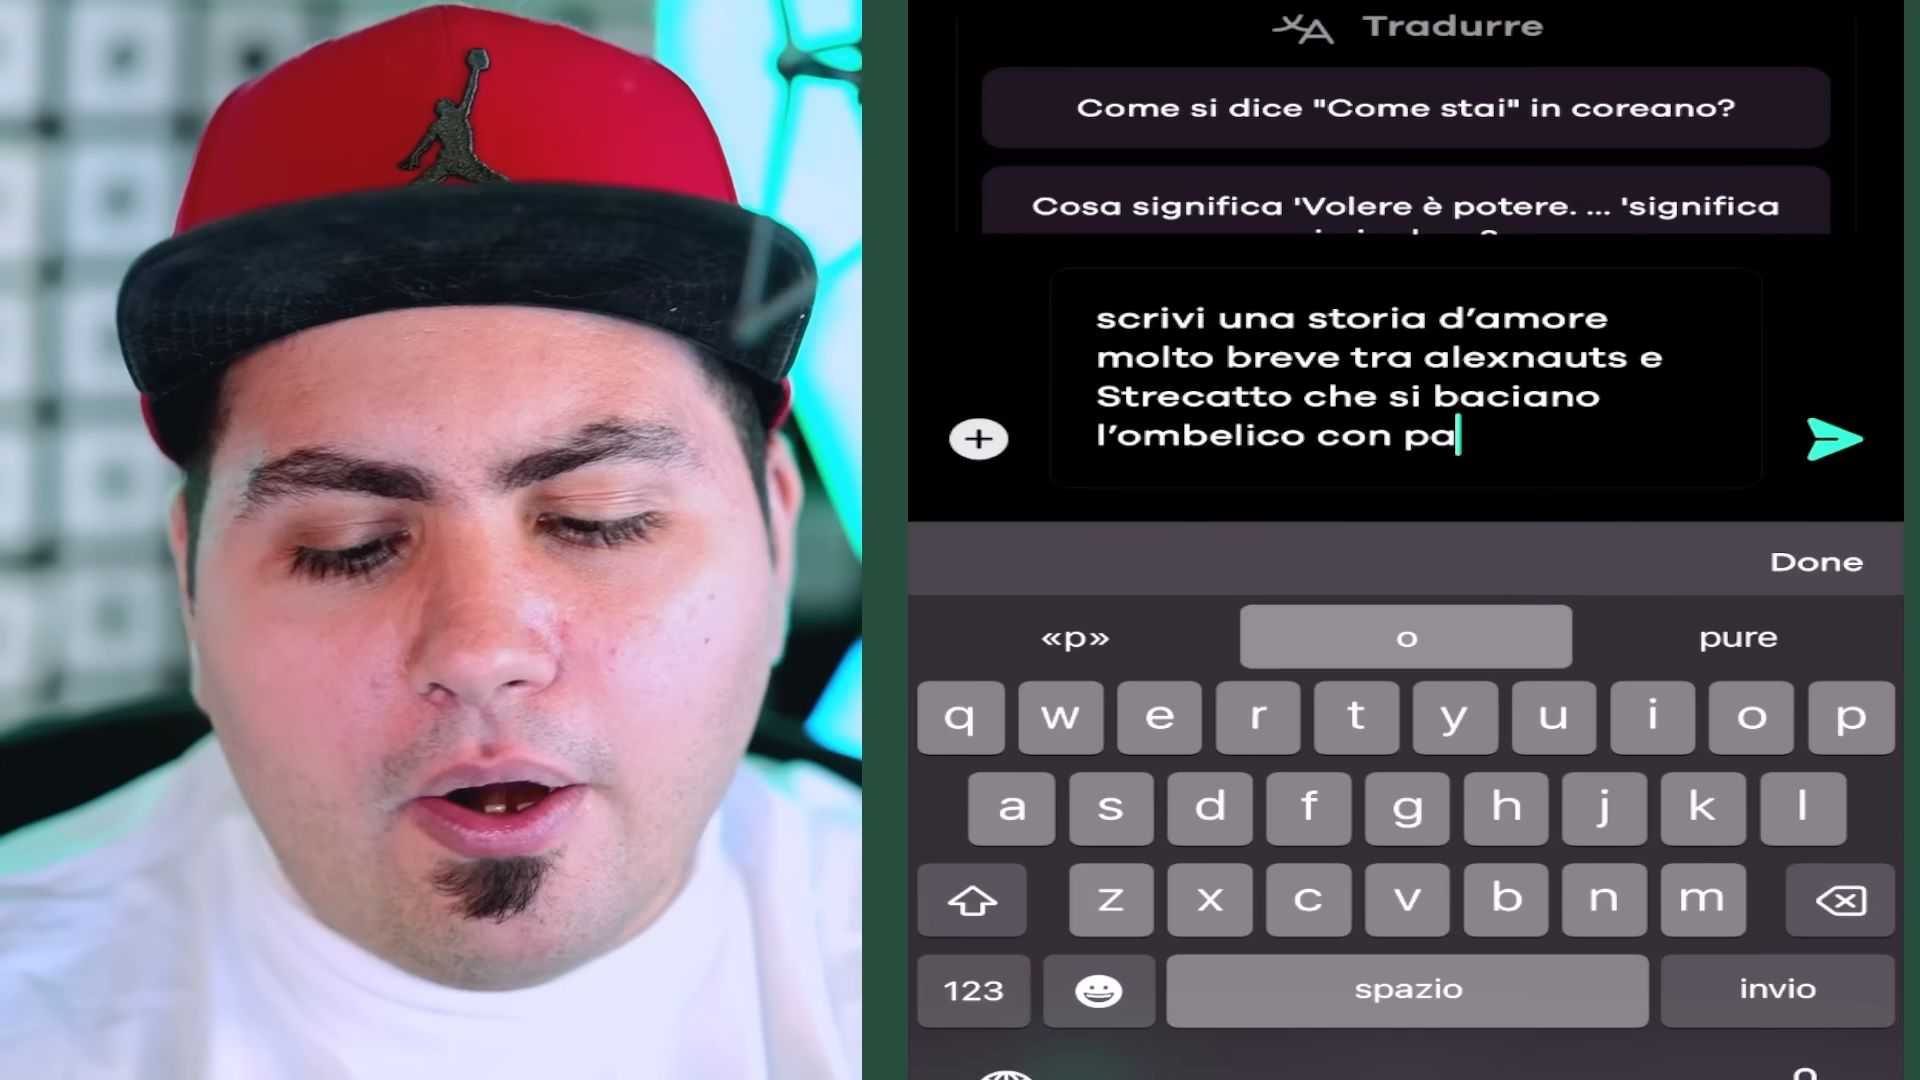 Tradurre
Come si dice "Come stai" in coreano?
Cosa significa 'Volere è potere. ... 'significa
scrivi una storia d’amore
molto breve tra alexnauts e
Strecatto che si baciano
l’ombelico con pa
Done
«p» o pure
q w e r t y u i o p
a s d f g h j k l
z x c v b n m
123 spazio invio